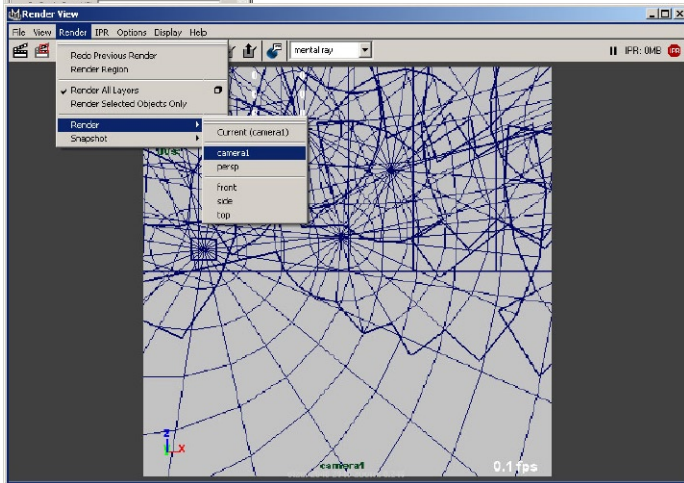 Render View
File View Render IPR Options Display Help
mental ray
IPR: 0MB
IPR
Redo Previous Render
Render Region
Render All Layers
Render Selected Objects Only
Render
Snapshot
Current (camera1)
camera1
persp
front
side
top
z
x
camera1
0.1 fps